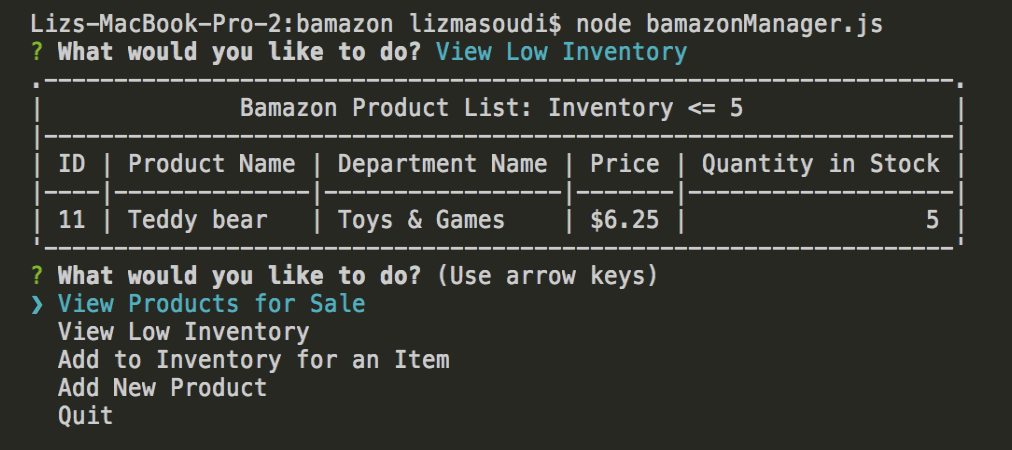 Lizs-MacBook-Pro-2:bamazon lizmasoudi$ node bamazonManager.js
? What would you like to do? View Low Inventory
.-----------------------------------------------------------------.
|              Bamazon Product List: Inventory <= 5               |
|-----------------------------------------------------------------|
| ID | Product Name | Department Name | Price | Quantity in Stock |
|----|--------------|-----------------|-------|-------------------|
| 11 | Teddy bear   | Toys & Games    | $6.25 |                 5 |
'-----------------------------------------------------------------'
? What would you like to do? (Use arrow keys)
❯ View Products for Sale
  View Low Inventory
  Add to Inventory for an Item
  Add New Product
  Quit